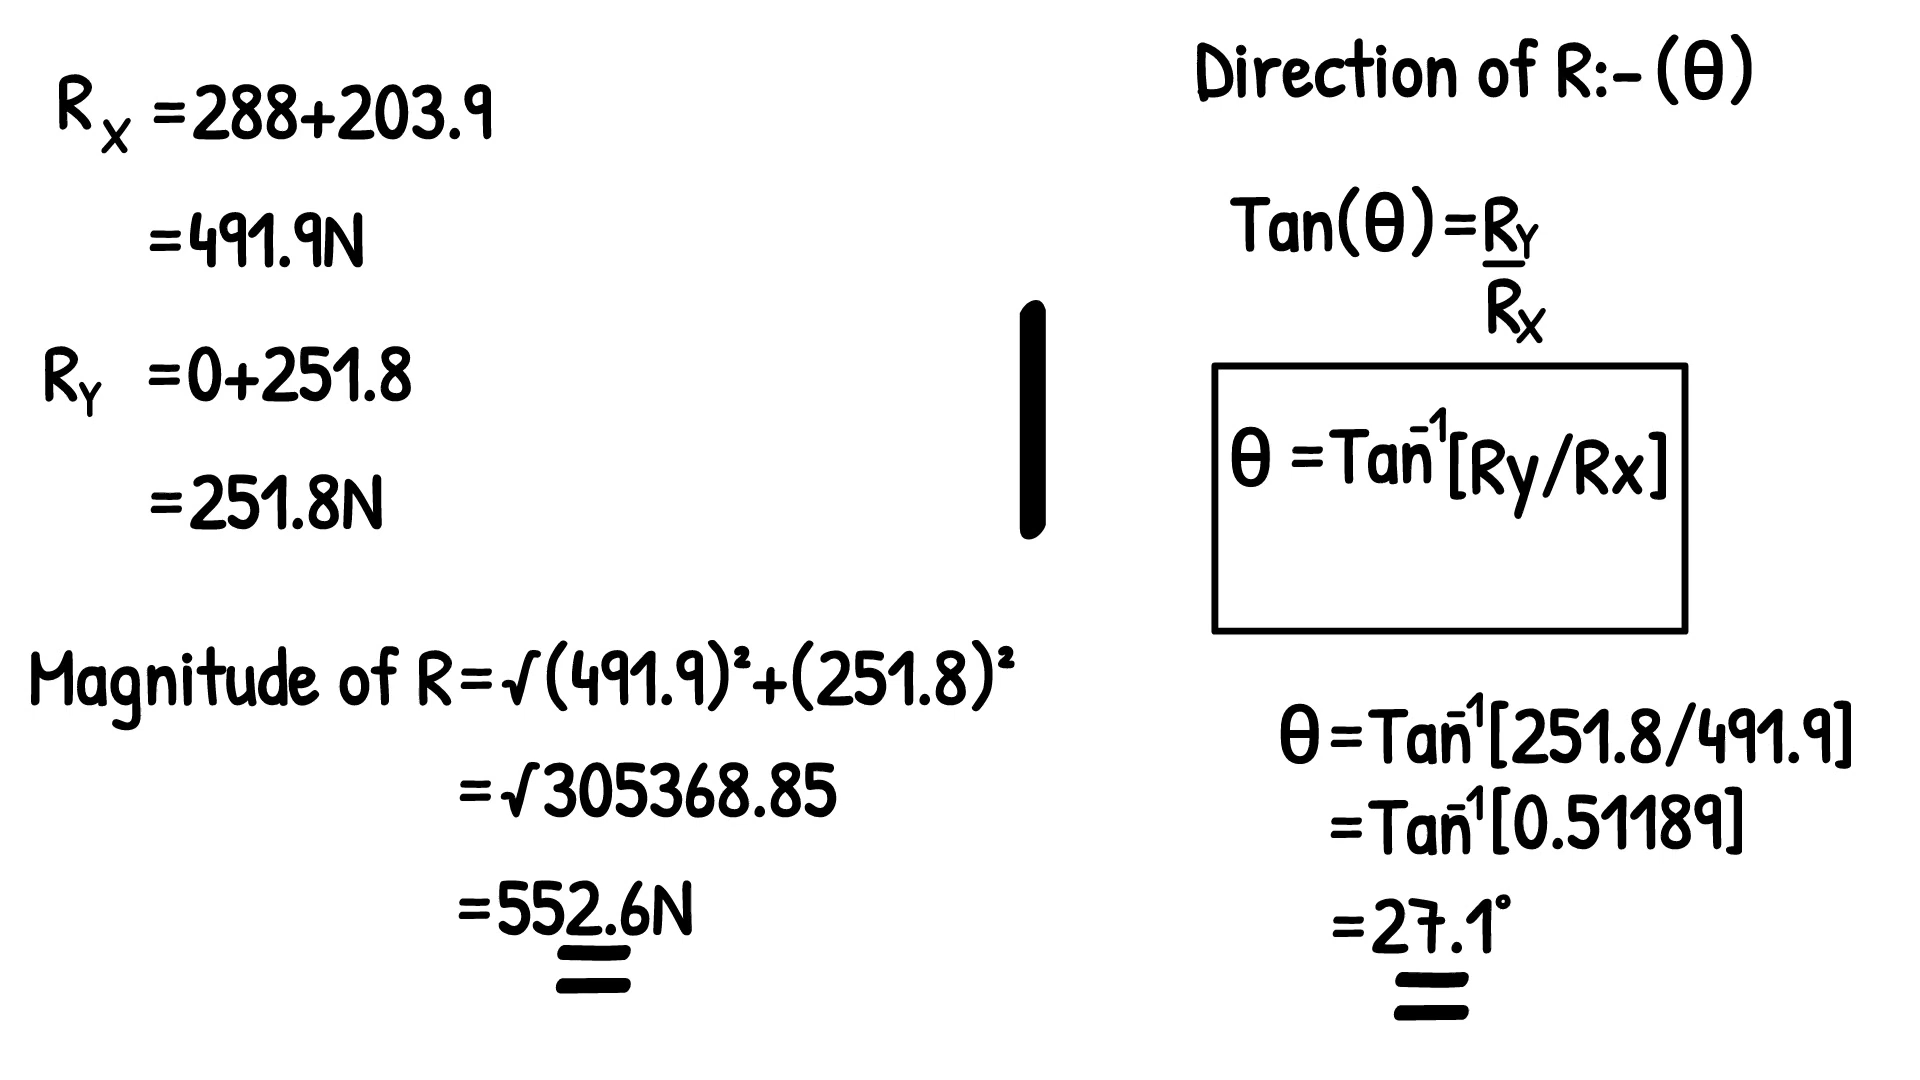 Rx =288+203.9
=491.9N
RY =0+251.8
=251.8N
Magnitude of R=√(491.9)²+(251.8)²
=√305368.85
=552.6N
Direction of R:-(θ)
Tan(θ)=RY
Rx
θ =Tan⁻¹[Ry/Rx]
θ=Tan⁻¹[251.8/491.9]
=Tan⁻¹[0.51189]
=27.1°